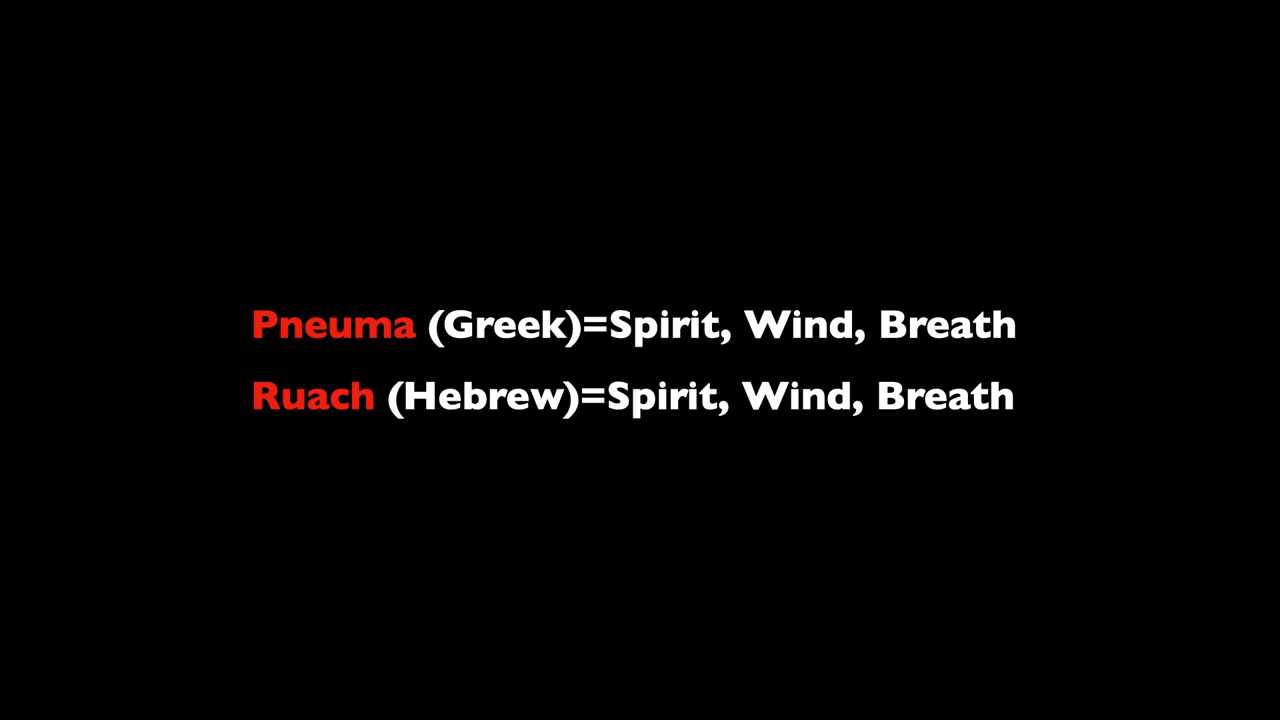 Pneuma (Greek)=Spirit, Wind, Breath
Ruach (Hebrew)=Spirit, Wind, Breath